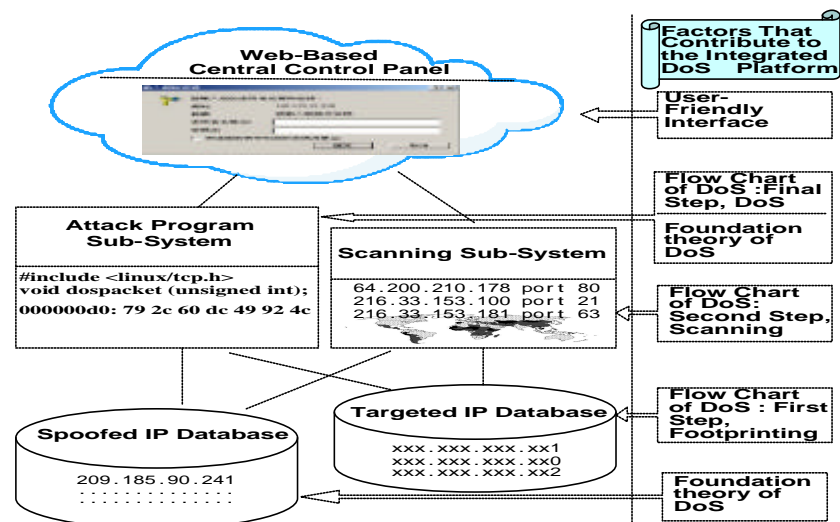 Web-Based
Central Control Panel
Factors That
Contribute to
the Integrated
DoS Platform
User-
Friendly
Interface
Attack Program
Sub-System
#include <linux/tcp.h>
void dospacket (unsigned int);
000000d0: 79 2c 60 dc 49 92 4c
Scanning Sub-System
64.200.210.178 port 80
216.33.153.100 port 21
216.33.153.181 port 63
Flow Chart
of DoS :Final
Step, DoS
Foundation
theory of
DoS
Flow Chart
of DoS:
Second Step,
Scanning
Spoofed IP Database
209.185.90.241
. . . . . . . . . . . . . .
. . . . . . . . . . . . . .
Targeted IP Database
xxx.xxx.xxx.xx1
xxx.xxx.xxx.xx0
xxx.xxx.xxx.xx2
Flow Chart
of DoS : First
Step,
Footprinting
Foundation
theory of
DoS